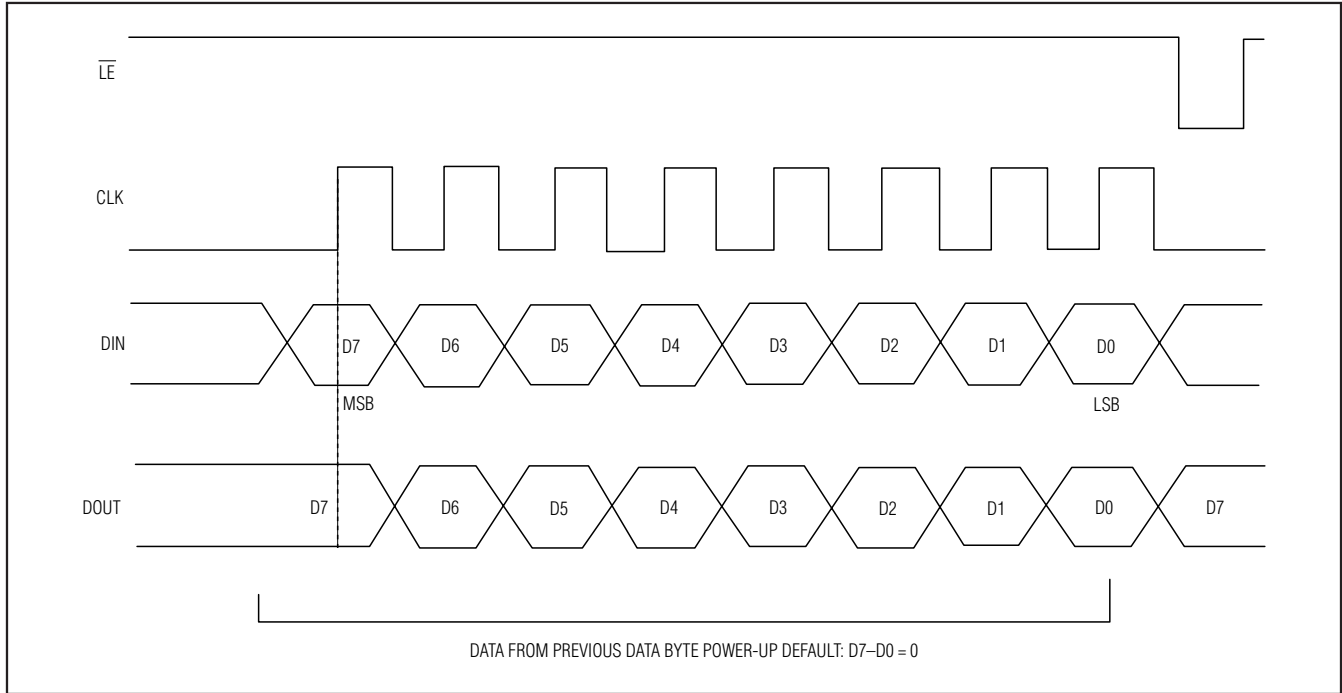 L̅E̅
CLK
DIN
D7 D6 D5 D4 D3 D2 D1 D0
MSB LSB
DOUT
D7 D6 D5 D4 D3 D2 D1 D0 D7
DATA FROM PREVIOUS DATA BYTE POWER-UP DEFAULT: D7–D0 = 0